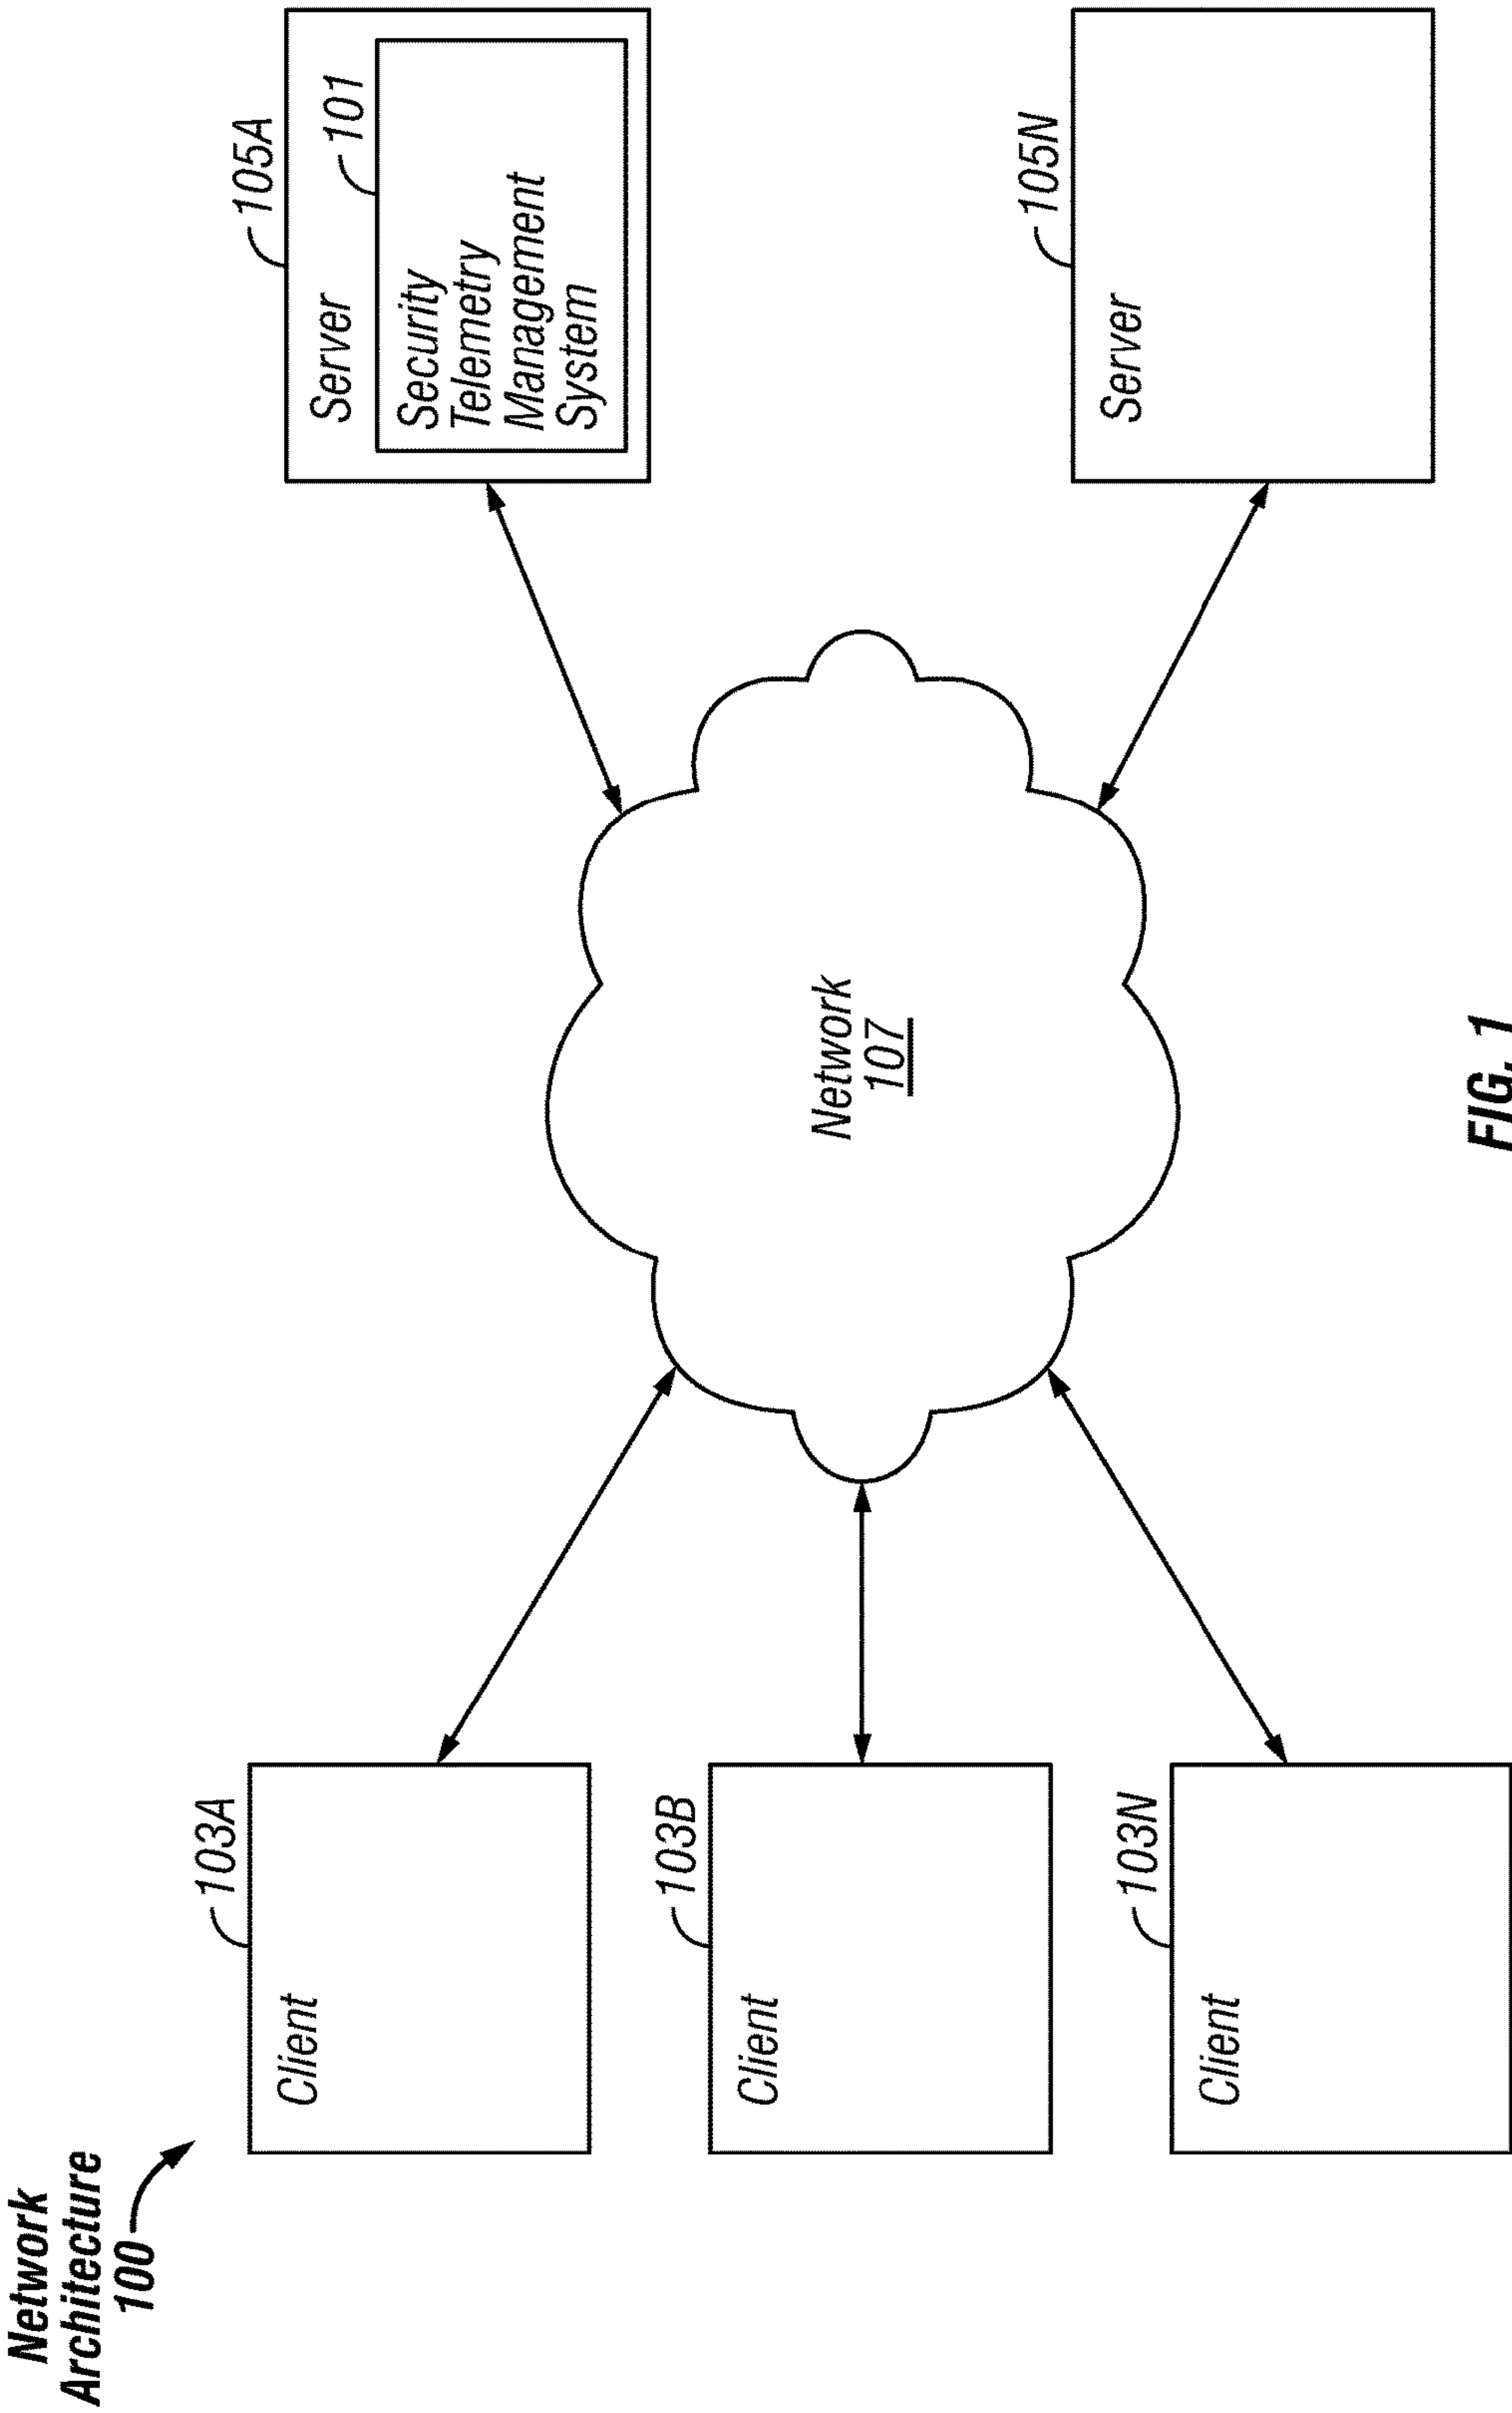 Network
Architecture
100
103A
Client
103B
Client
103N
Client
Network
107
105A
Server
101
Security
Telemetry
Management
System
105N
Server
FIG. 1